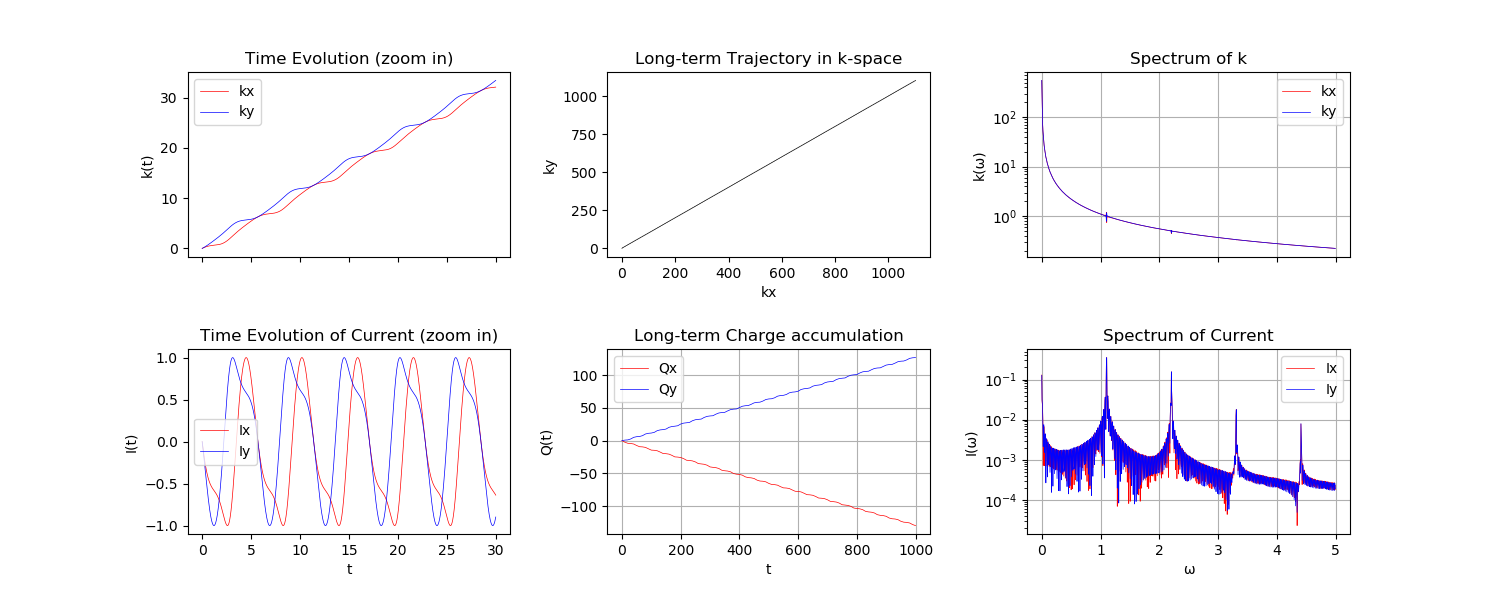 Time Evolution (zoom in)
k(t)
30
20
10
0
kx
ky
Long-term Trajectory in k-space
ky
1000
750
500
250
0
0 200 400 600 800 1000
kx
Spectrum of k
k(ω)
10²
10¹
10⁰
kx
ky
Time Evolution of Current (zoom in)
I(t)
1.0
0.5
0.0
−0.5
−1.0
Ix
Iy
0 5 10 15 20 25 30
t
Long-term Charge accumulation
Q(t)
100
50
0
−50
−100
Qx
Qy
0 200 400 600 800 1000
t
Spectrum of Current
I(ω)
10⁻¹
10⁻²
10⁻³
10⁻⁴
Ix
Iy
0 1 2 3 4 5
ω